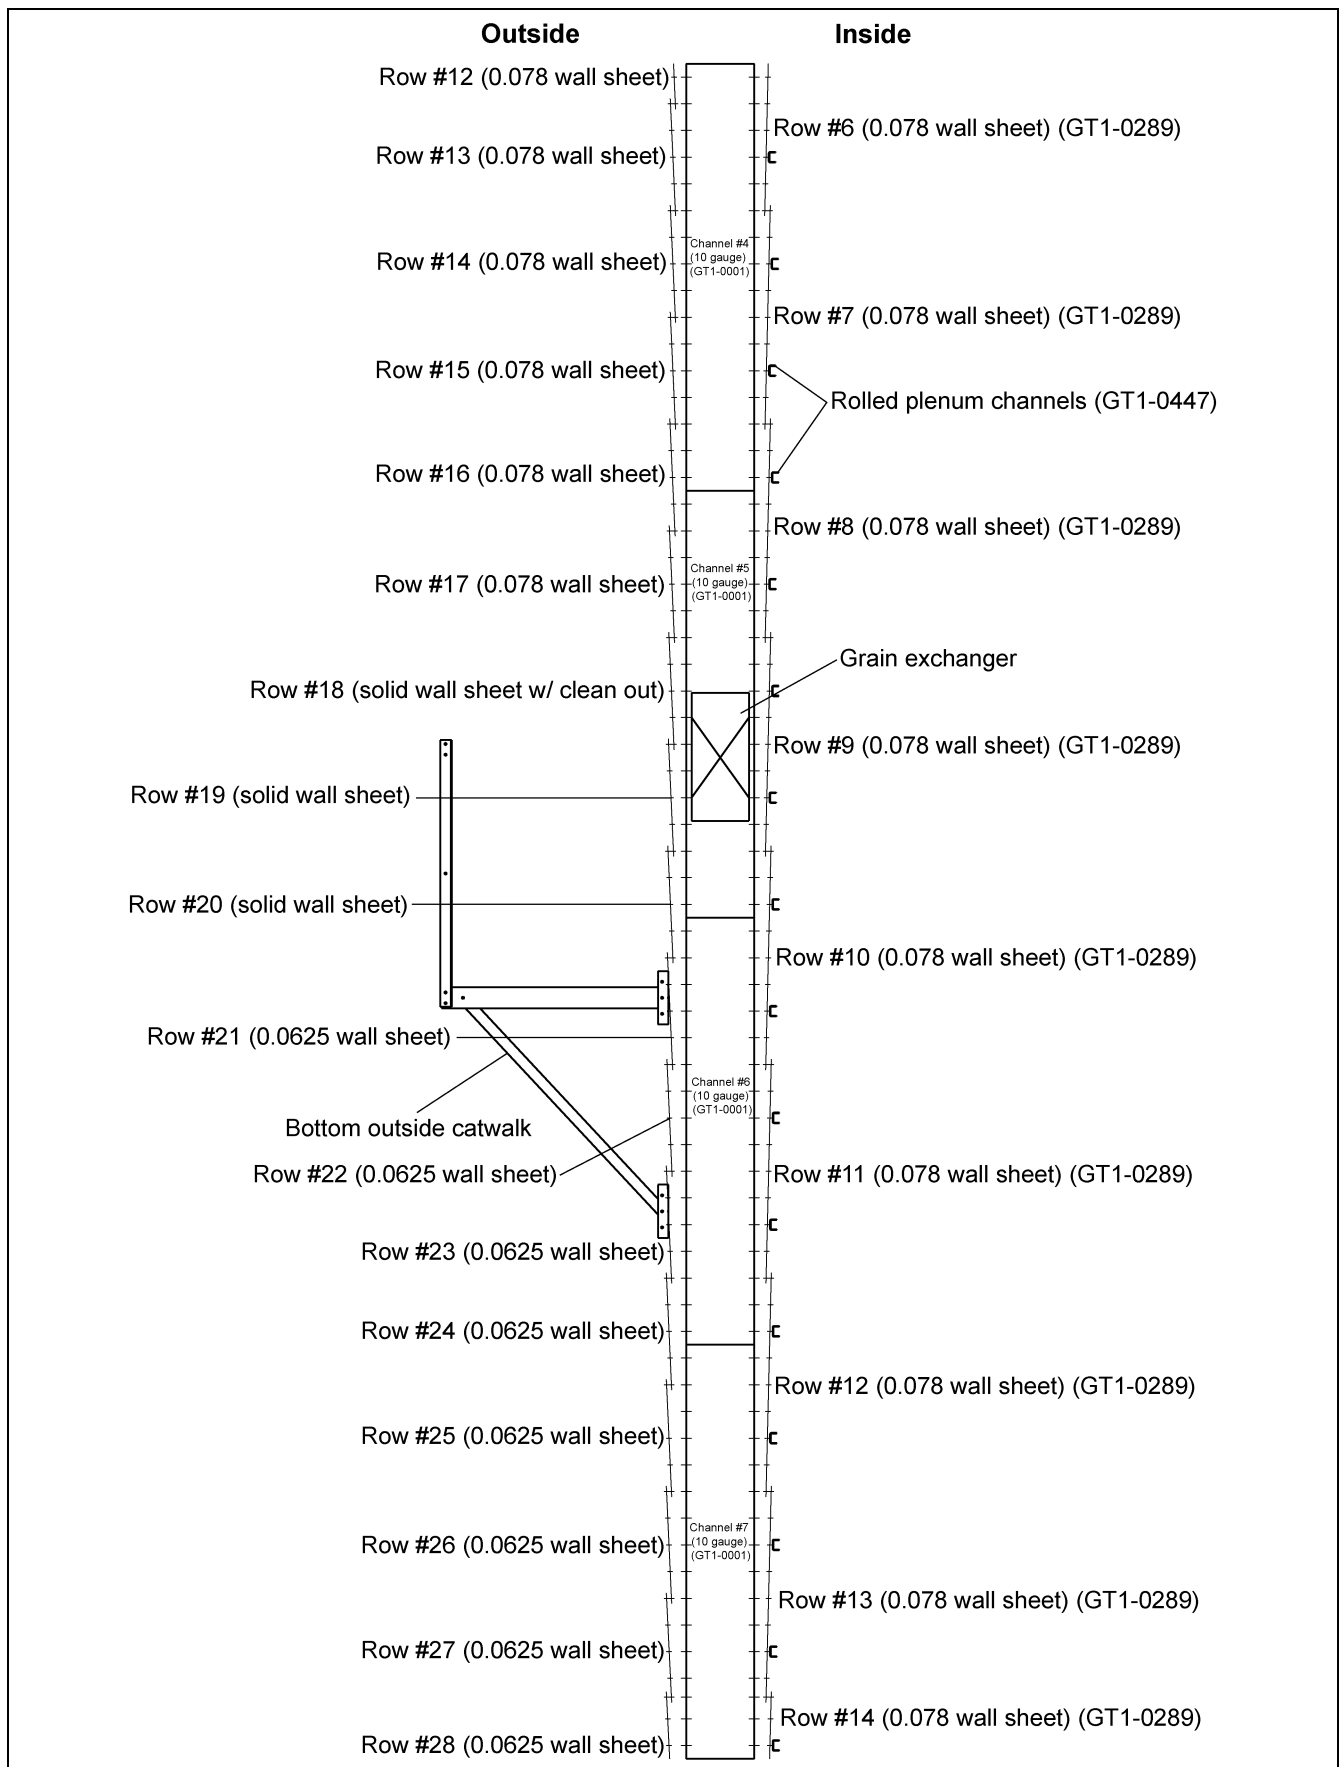 Outside
Inside
Row #12 (0.078 wall sheet)
Row #6 (0.078 wall sheet) (GT1-0289)
Row #13 (0.078 wall sheet)
Channel #4
(10 gauge)
(GT1-0001)
Row #14 (0.078 wall sheet)
Row #7 (0.078 wall sheet) (GT1-0289)
Row #15 (0.078 wall sheet)
Rolled plenum channels (GT1-0447)
Row #16 (0.078 wall sheet)
Row #8 (0.078 wall sheet) (GT1-0289)
Channel #5
(10 gauge)
(GT1-0001)
Row #17 (0.078 wall sheet)
Grain exchanger
Row #18 (solid wall sheet w/ clean out)
Row #9 (0.078 wall sheet) (GT1-0289)
Row #19 (solid wall sheet)
Row #20 (solid wall sheet)
Row #10 (0.078 wall sheet) (GT1-0289)
Row #21 (0.0625 wall sheet)
Channel #6
(10 gauge)
(GT1-0001)
Bottom outside catwalk
Row #22 (0.0625 wall sheet)
Row #11 (0.078 wall sheet) (GT1-0289)
Row #23 (0.0625 wall sheet)
Row #24 (0.0625 wall sheet)
Row #12 (0.078 wall sheet) (GT1-0289)
Row #25 (0.0625 wall sheet)
Channel #7
(10 gauge)
(GT1-0001)
Row #26 (0.0625 wall sheet)
Row #13 (0.078 wall sheet) (GT1-0289)
Row #27 (0.0625 wall sheet)
Row #14 (0.078 wall sheet) (GT1-0289)
Row #28 (0.0625 wall sheet)